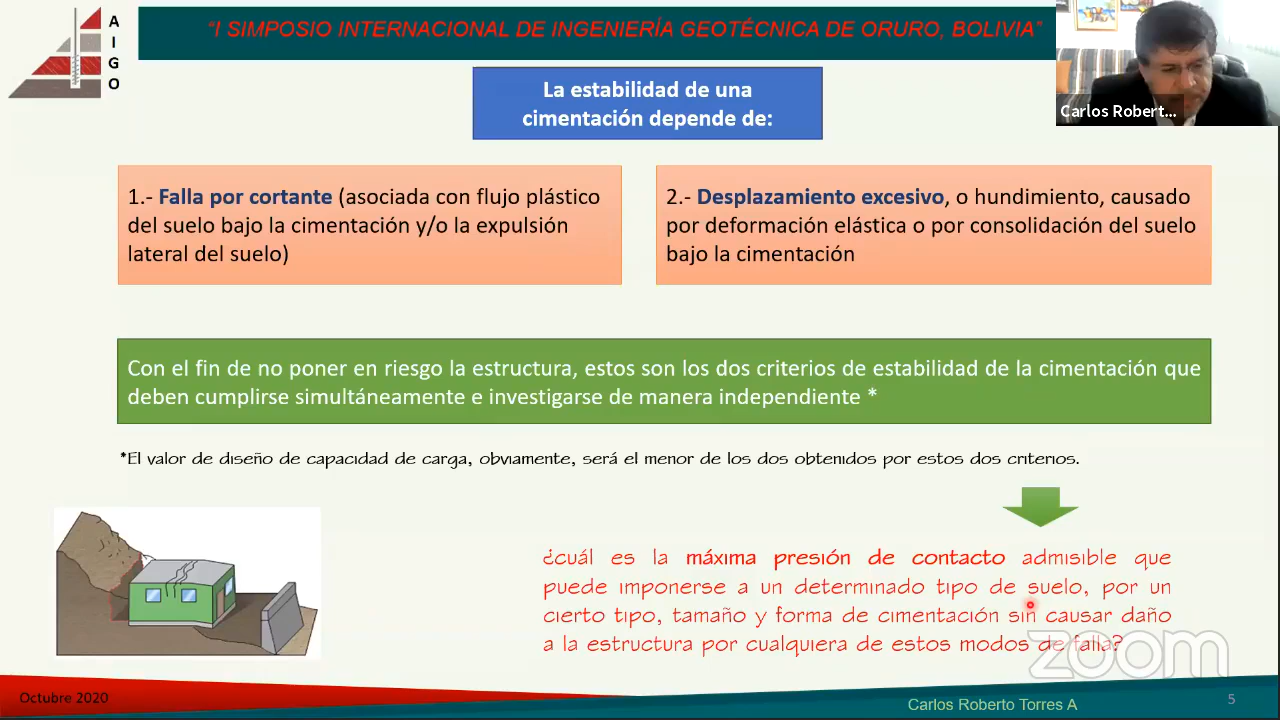 A
I
G
O
“I SIMPOSIO INTERNACIONAL DE INGENIERÍA GEOTÉCNICA DE ORURO, BOLIVIA”
Carlos Robert...
La estabilidad de una
cimentación depende de:
1.- Falla por cortante (asociada con flujo plástico
del suelo bajo la cimentación y/o la expulsión
lateral del suelo)
2.- Desplazamiento excesivo, o hundimiento, causado
por deformación elástica o por consolidación del suelo
bajo la cimentación
Con el fin de no poner en riesgo la estructura, estos son los dos criterios de estabilidad de la cimentación que
deben cumplirse simultáneamente e investigarse de manera independiente *
*El valor de diseño de capacidad de carga, obviamente, será el menor de los dos obtenidos por estos dos criterios.
¿cuál es la máxima presión de contacto admisible que
puede imponerse a un determinado tipo de suelo, por un
cierto tipo, tamaño y forma de cimentación sin causar daño
a la estructura por cualquiera de estos modos de falla?
zoom
Octubre 2020
Carlos Roberto Torres A
5